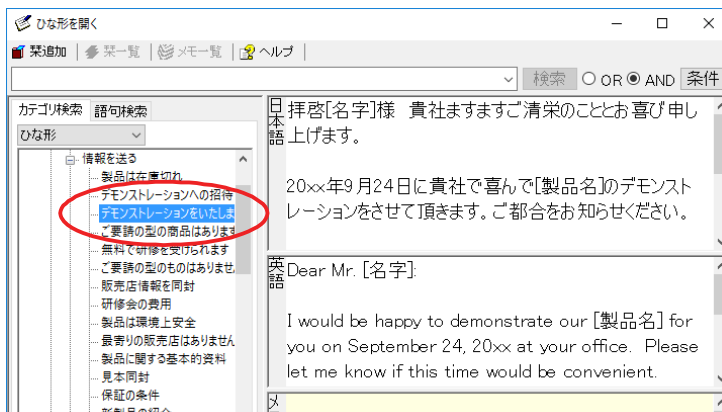 ひな形を開く
栞追加 栞一覧 メモ一覧 ヘルプ
検索 OR AND 条件
カテゴリ検索 語句検索
ひな形
情報を送る
製品は在庫切れ
デモンストレーションへの招待
デモンストレーションをいたしま
ご要請の型の商品はあります
無料で研修を受けられます
ご要請の型のものはありませ
販売店情報を同封
研修会の費用
製品は環境上安全
最寄りの販売店はありません
製品に関する基本的資料
見本同封
保証の条件
新製品の紹介
日本語
拝啓[名字]様 貴社ますますご清栄のこととお喜び申し
上げます。
20××年9月24日に貴社で喜んで[製品名]のデモンスト
レーションをさせて頂きます。ご都合をお知らせください。
英語
Dear Mr. [名字]:
I would be happy to demonstrate our [製品名] for
you on September 24, 20xx at your office. Please
let me know if this time would be convenient.
メ